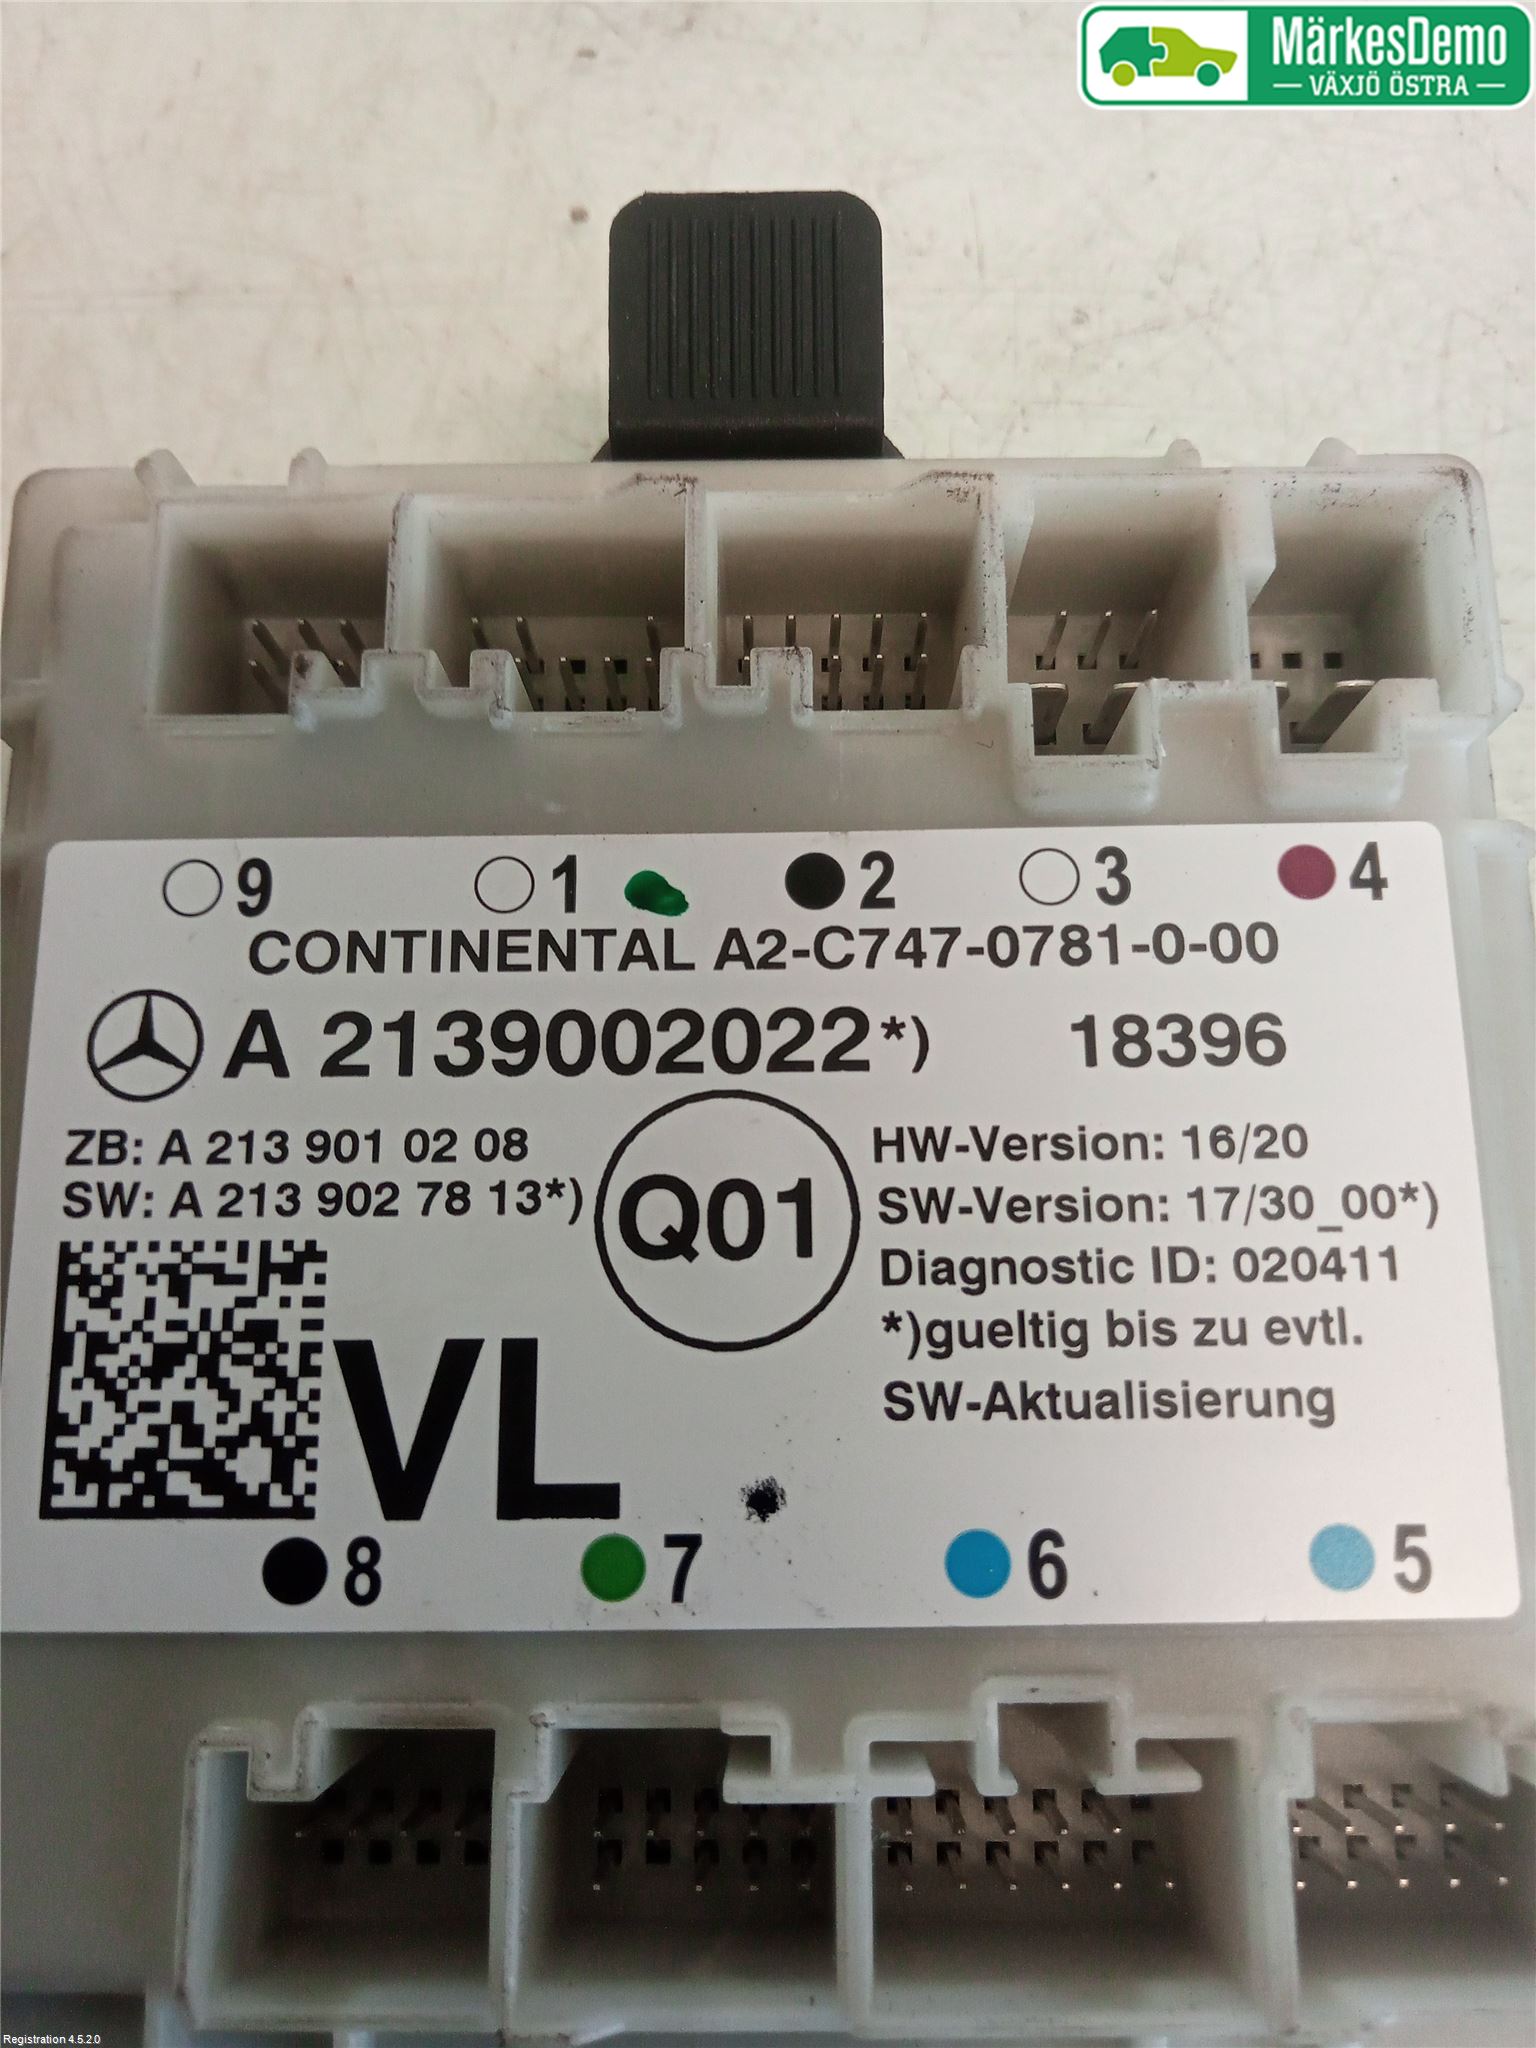 MärkesDemo
VÄXJÖ ÖSTRA
9 1 2 3 4
CONTINENTAL A2-C747-0781-0-00
A 2139002022*) 18396
ZB: A 213 901 02 08
SW: A 213 902 78 13*)
Q01
HW-Version: 16/20
SW-Version: 17/30_00*)
Diagnostic ID: 020411
*)gueltig bis zu evtl.
SW-Aktualisierung
VL
8 7 6 5
Registration 4.5.2.0